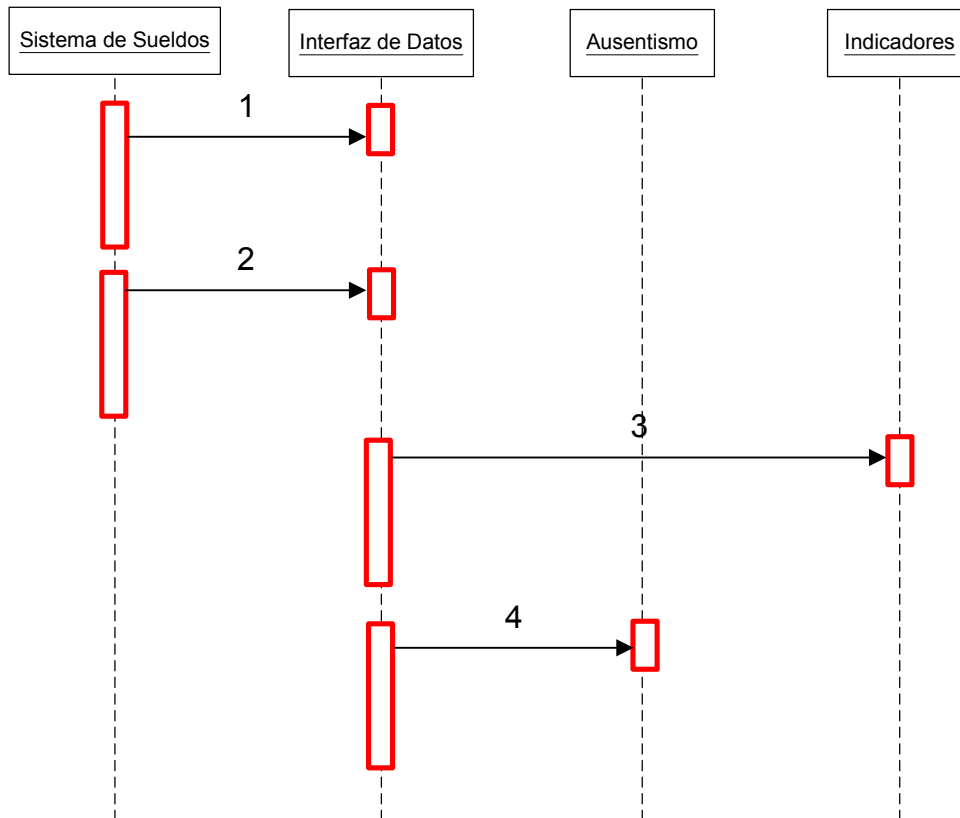 Sistema de Sueldos
Interfaz de Datos
Ausentismo
Indicadores
1
2
3
4